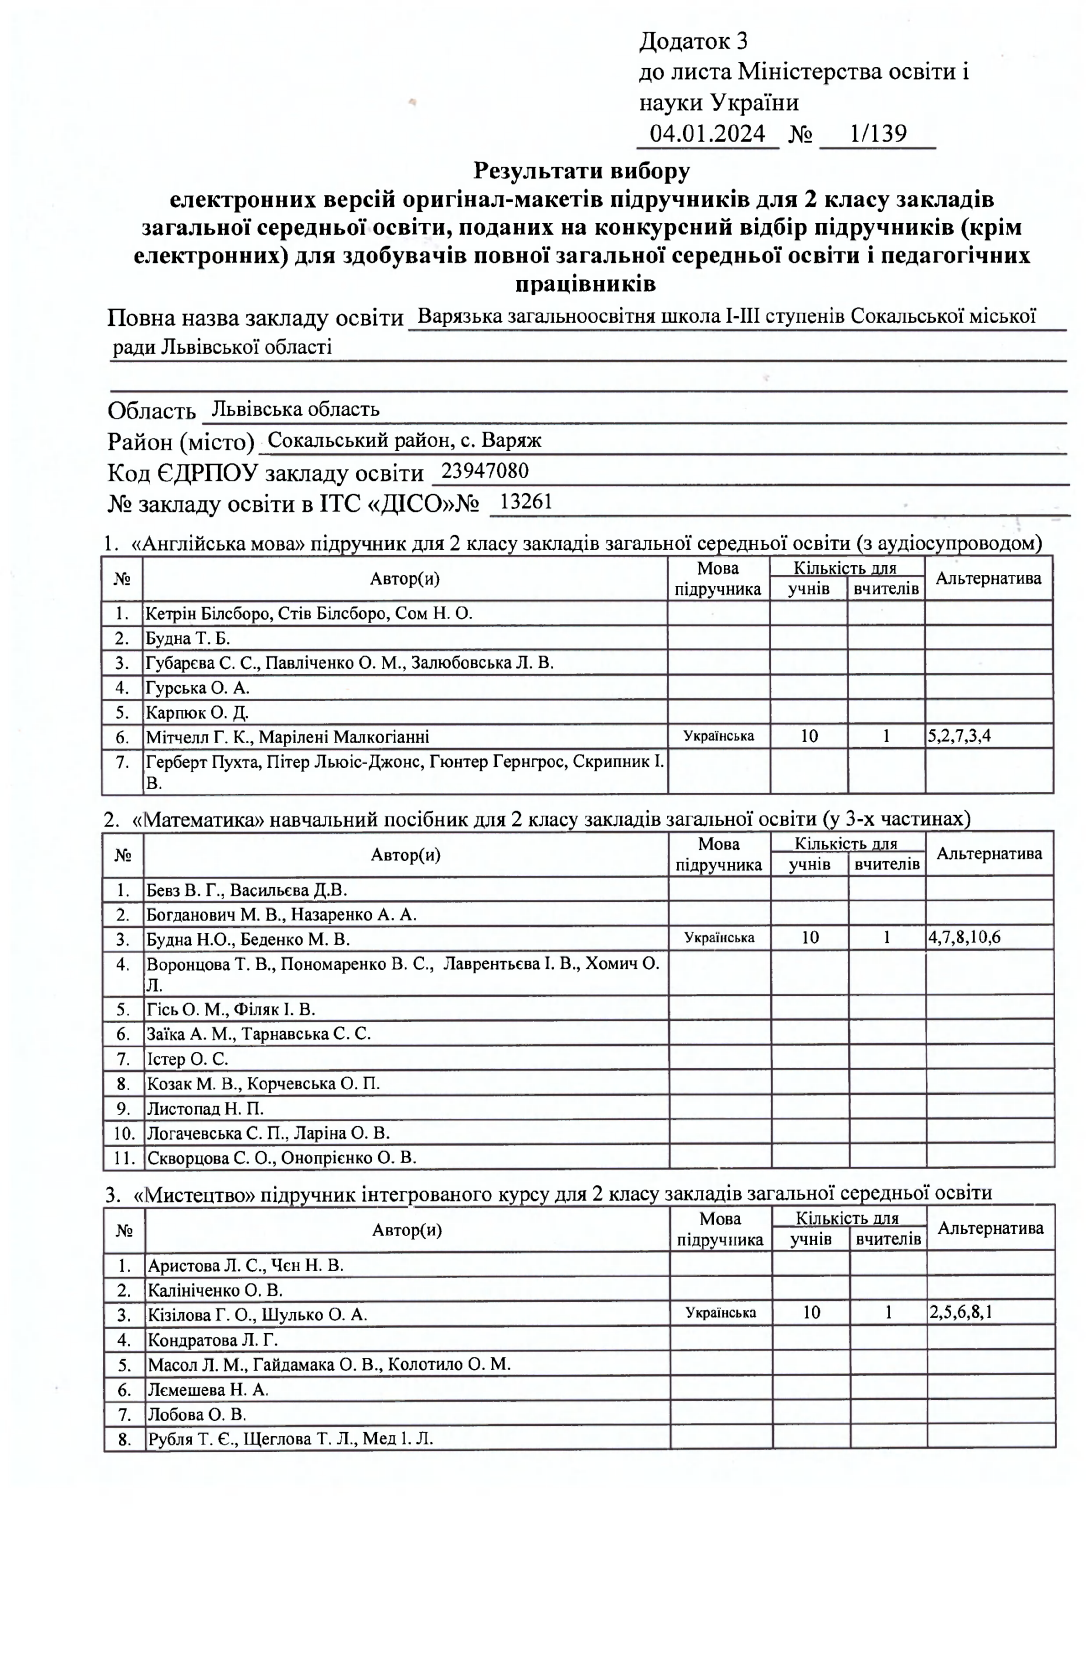 Додаток 3
до листа Міністерства освіти і
науки України
04.01.2024 № 1/139
Результати вибору
електронних версій оригінал-макетів підручників для 2 класу закладів
загальної середньої освіти, поданих на конкурсний відбір підручників (крім
електронних) для здобувачів повної загальної середньої освіти і педагогічних
працівників
Повна назва закладу освіти Варязька загальноосвітня школа І-ІІІ ступенів Сокальської міської
ради Львівської області
Область Львівська область
Район (місто) Сокальський район, с. Варяж
Код ЄДРПОУ закладу освіти 23947080
№ закладу освіти в ІТС «ДІСО»№ 13261
1. «Англійська мова» підручник для 2 класу закладів загальної середньої освіти (з аудіосупроводом)
№ Автор(и) Мова підручника Кількість для учнів вчителів Альтернатива
1. Кетрін Білсборо, Стів Білсборо, Сом Н. О.
2. Будна Т. Б.
3. Губарєва С. С., Павліченко О. М., Залюбовська Л. В.
4. Гурська О. А.
5. Карпюк О. Д.
6. Мітчелл Г. К., Марілені Малкогіанні Українська 10 1 5,2,7,3,4
7. Герберт Пухта, Пітер Льюіс-Джонс, Гюнтер Гернгрос, Скрипник І.
В.
2. «Математика» навчальний посібник для 2 класу закладів загальної освіти (у 3-х частинах)
№ Автор(и) Мова підручника Кількість для учнів вчителів Альтернатива
1. Бевз В. Г., Васильєва Д.В.
2. Богданович М. В., Назаренко А. А.
3. Будна Н.О., Беденко М. В. Українська 10 1 4,7,8,10,6
4. Воронцова Т. В., Пономаренко В. С., Лаврентьєва І. В., Хомич О.
Л.
5. Гісь О. М., Філяк І. В.
6. Заїка А. М., Тарнавська С. С.
7. Істер О. С.
8. Козак М. В., Корчевська О. П.
9. Листопад Н. П.
10. Логачевська С. П., Ларіна О. В.
11. Скворцова С. О., Онопрієнко О. В.
3. «Мистецтво» підручник інтегрованого курсу для 2 класу закладів загальної середньої освіти
№ Автор(и) Мова підручника Кількість для учнів вчителів Альтернатива
1. Аристова Л. С., Чєн Н. В.
2. Калініченко О. В.
3. Кізілова Г. О., Шулько О. А. Українська 10 1 2,5,6,8,1
4. Кондратова Л. Г.
5. Масол Л. М., Гайдамака О. В., Колотило О. М.
6. Лємешева Н. А.
7. Лобова О. В.
8. Рубля Т. Є., Щеглова Т. Л., Мед І. Л.